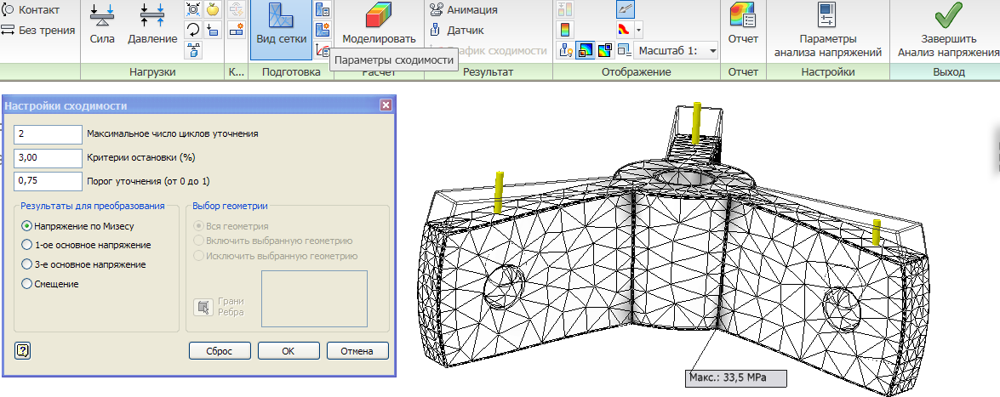 Контакт
Без трения
Сила
Давление
Вид сетки
Моделировать
Анимация
Датчик
График сходимости
Масштаб 1:
Отчет
Параметры
анализа напряжений
Завершить
Анализ напряжения
Параметры сходимости
Нагрузки
К...
Подготовка
Расчет
Результат
Отображение
Отчет
Настройки
Выход
Настройки сходимости
2
Максимальное число циклов уточнения
3,00
Критерии остановки (%)
0,75
Порог уточнения (от 0 до 1)
Результаты для преобразования
Напряжение по Мизесу
1-ое основное напряжение
3-е основное напряжение
Смещение
Выбор геометрии
Вся геометрия
Включить выбранную геометрию
Исключить выбранную геометрию
Грани
Ребра
Сброс
OK
Отмена
Макс.: 33,5 MPa